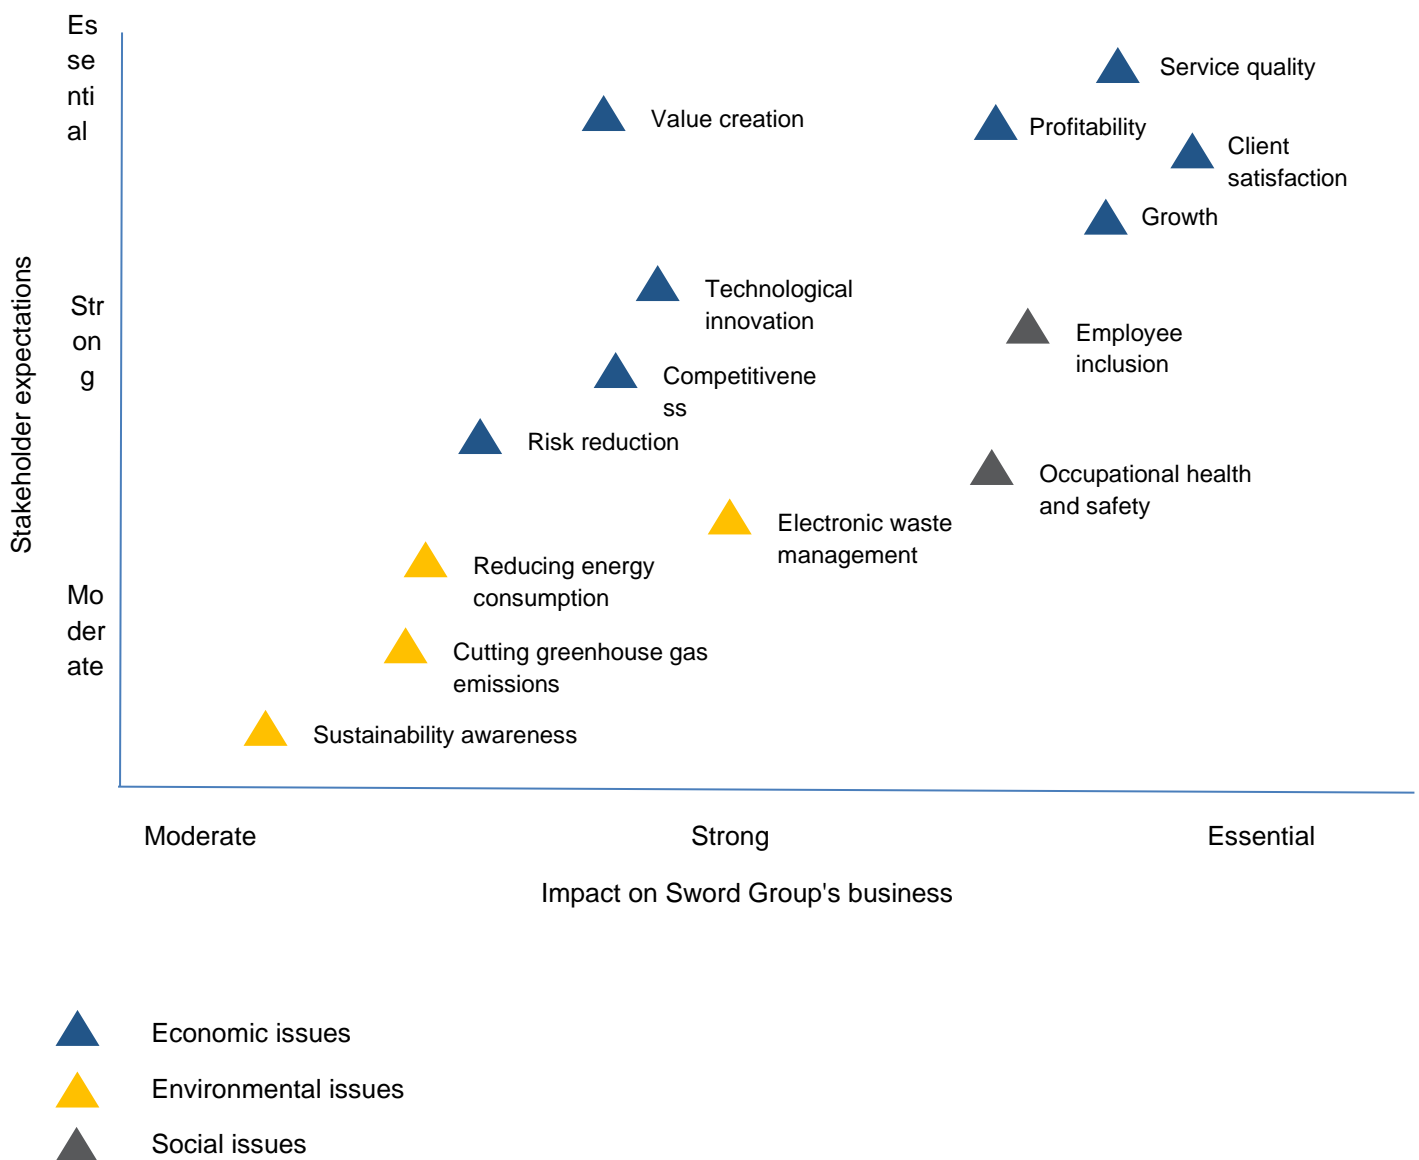 Es
se
nti
al
Service quality
Value creation
Profitability
Client
satisfaction
Growth
Stakeholder expectations
Str
on
g
Technological
innovation
Employee
inclusion
Competitivene
ss
Risk reduction
Occupational health
and safety
Electronic waste
management
Reducing energy
consumption
Mo
der
ate
Cutting greenhouse gas
emissions
Sustainability awareness
Moderate
Strong
Essential
Impact on Sword Group's business
Economic issues
Environmental issues
Social issues